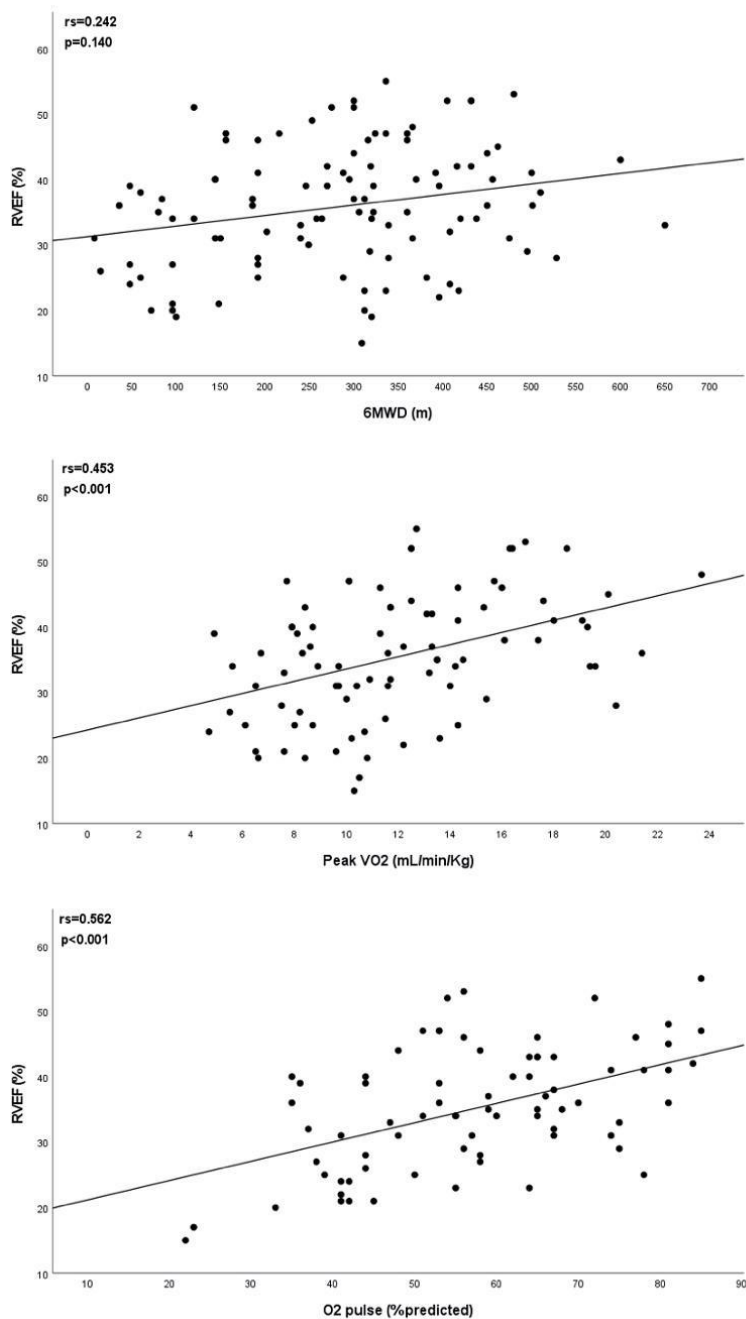 rs=0.242
p=0.140
60
50
40
30
20
10
RVEF (%)
0 50 100 150 200 250 300 350 400 450 500 550 600 650 700
6MWD (m)
rs=0.453
p<0.001
60
50
40
30
20
10
RVEF (%)
0 2 4 6 8 10 12 14 16 18 20 22 24
Peak VO2 (mL/min/Kg)
rs=0.562
p<0.001
60
50
40
30
20
10
RVEF (%)
10 20 30 40 50 60 70 80 90
O2 pulse (%predicted)